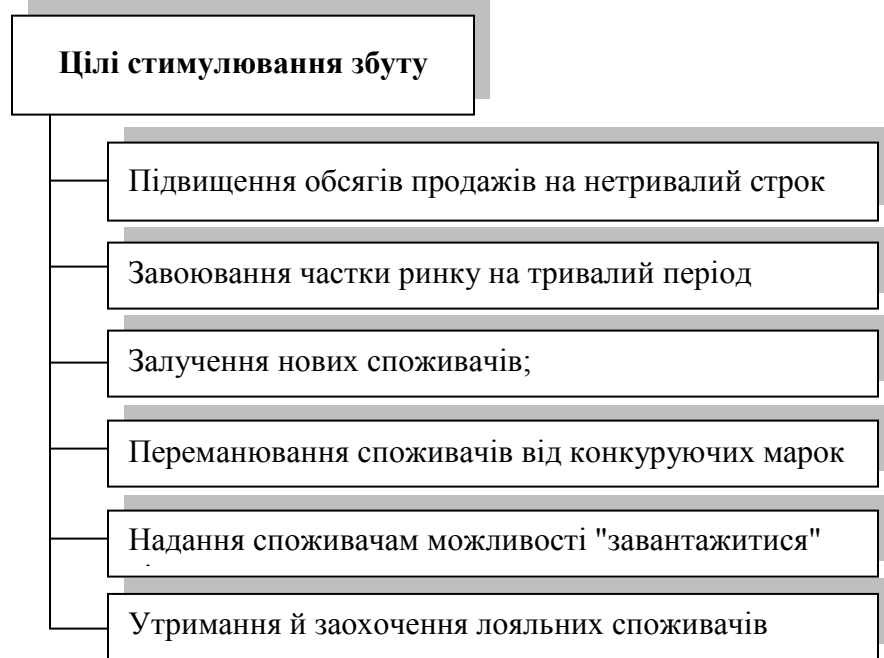 Цілі стимулювання збуту
Підвищення обсягів продажів на нетривалий строк
Завоювання частки ринку на тривалий період
Залучення нових споживачів;
Переманювання споживачів від конкуруючих марок
Надання споживачам можливості "завантажитися"
Утримання й заохочення лояльних споживачів